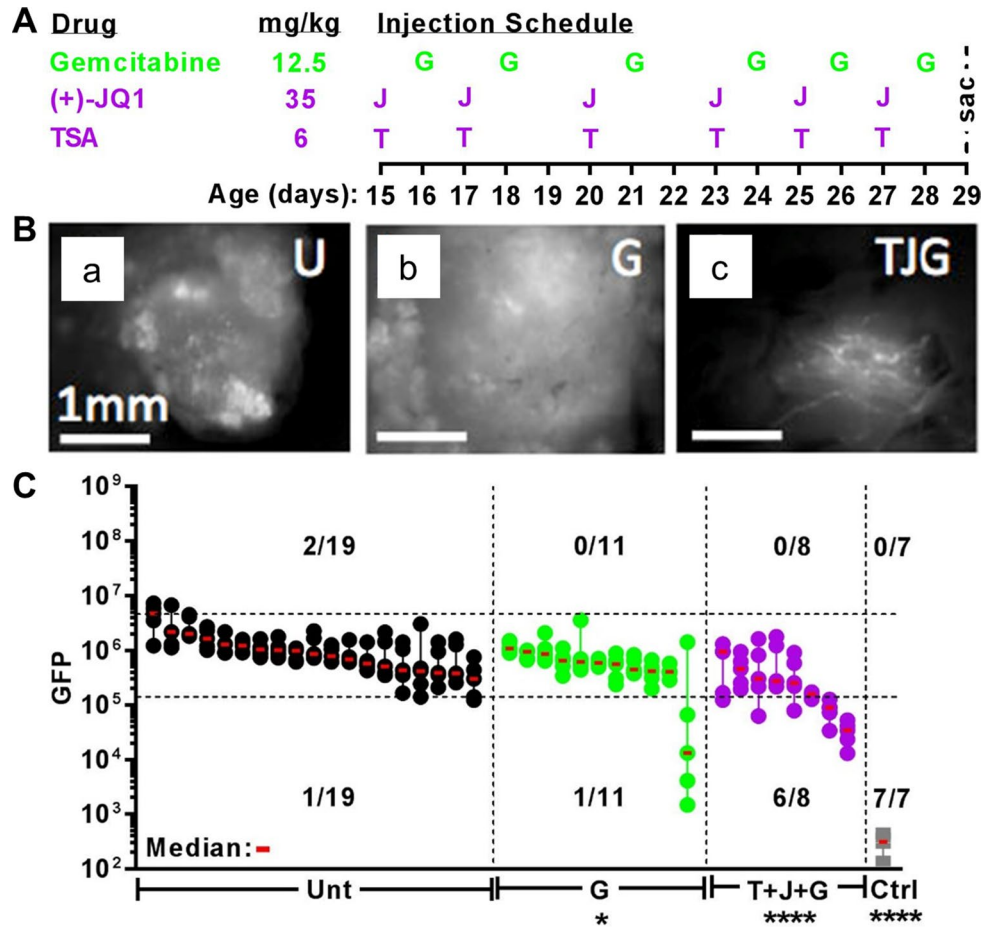 A Drug mg/kg Injection Schedule
Gemcitabine 12.5 G G G G G G
(+)-JQ1 35 J J J J J J
TSA 6 T T T T T T
sac
Age (days): 15 16 17 18 19 20 21 22 23 24 25 26 27 28 29
B
a U b G c TJG
1mm
C
GFP
10⁹
10⁸
10⁷
10⁶
10⁵
10⁴
10³
10²
2/19 0/11 0/8 0/7
1/19 1/11 6/8 7/7
Median:
Unt G T+J+G Ctrl
* **** ****